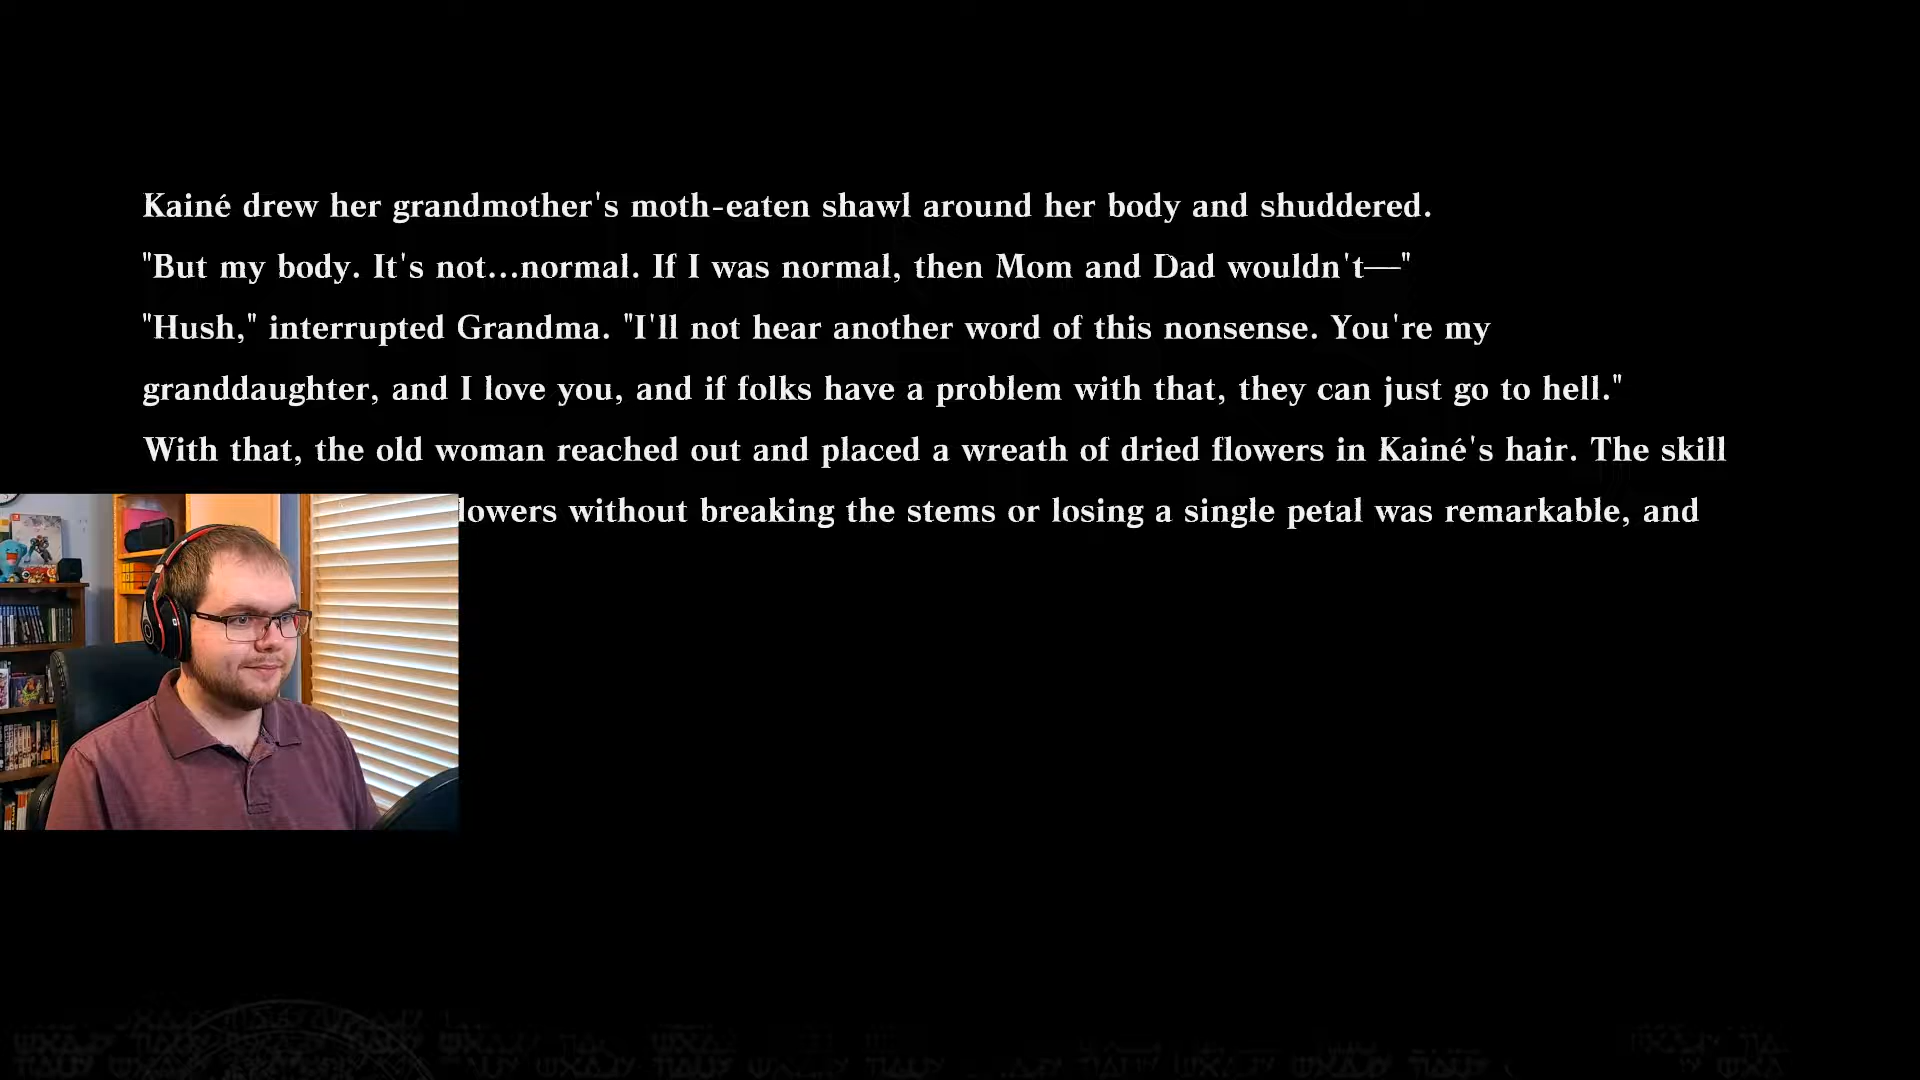 Kainé drew her grandmother's moth-eaten shawl around her body and shuddered.
"But my body. It's not...normal. If I was normal, then Mom and Dad wouldn't—"
"Hush," interrupted Grandma. "I'll not hear another word of this nonsense. You're my
granddaughter, and I love you, and if folks have a problem with that, they can just go to hell."
With that, the old woman reached out and placed a wreath of dried flowers in Kainé's hair. The skill
lowers without breaking the stems or losing a single petal was remarkable, and